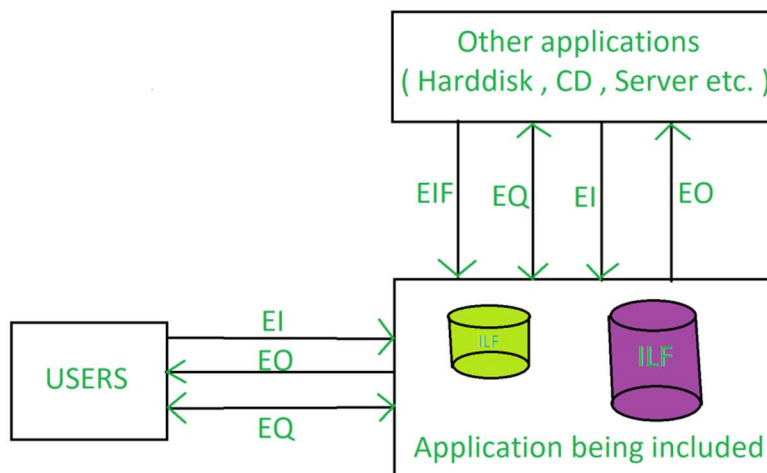 Other applications
( Harddisk , CD , Server etc. )
EIF
EQ
EI
EO
EI
EO
EQ
USERS
ILF
ILF
Application being included